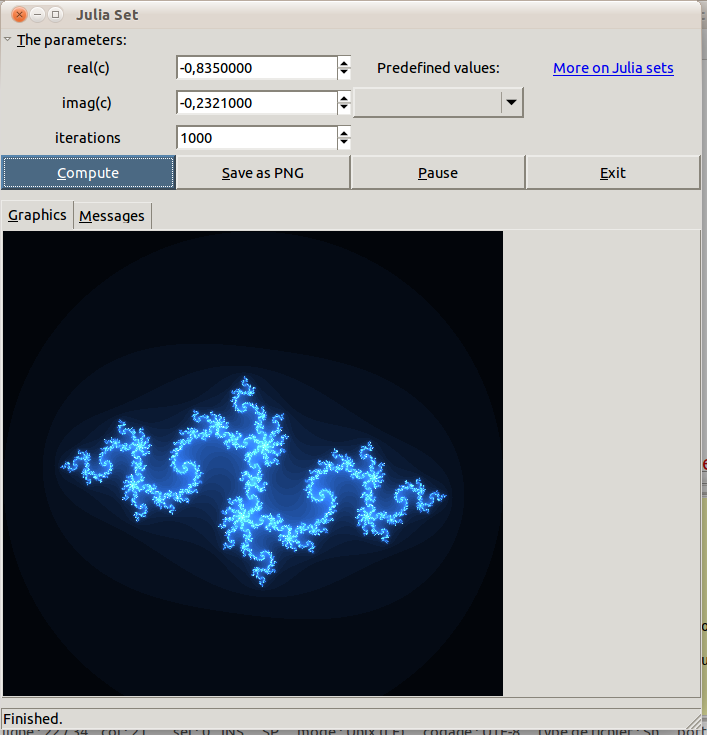 Julia Set
The parameters:
real(c) -0,8350000 Predefined values: More on Julia sets
imag(c) -0,2321000
iterations 1000
Compute Save as PNG Pause Exit
Graphics Messages
Finished.